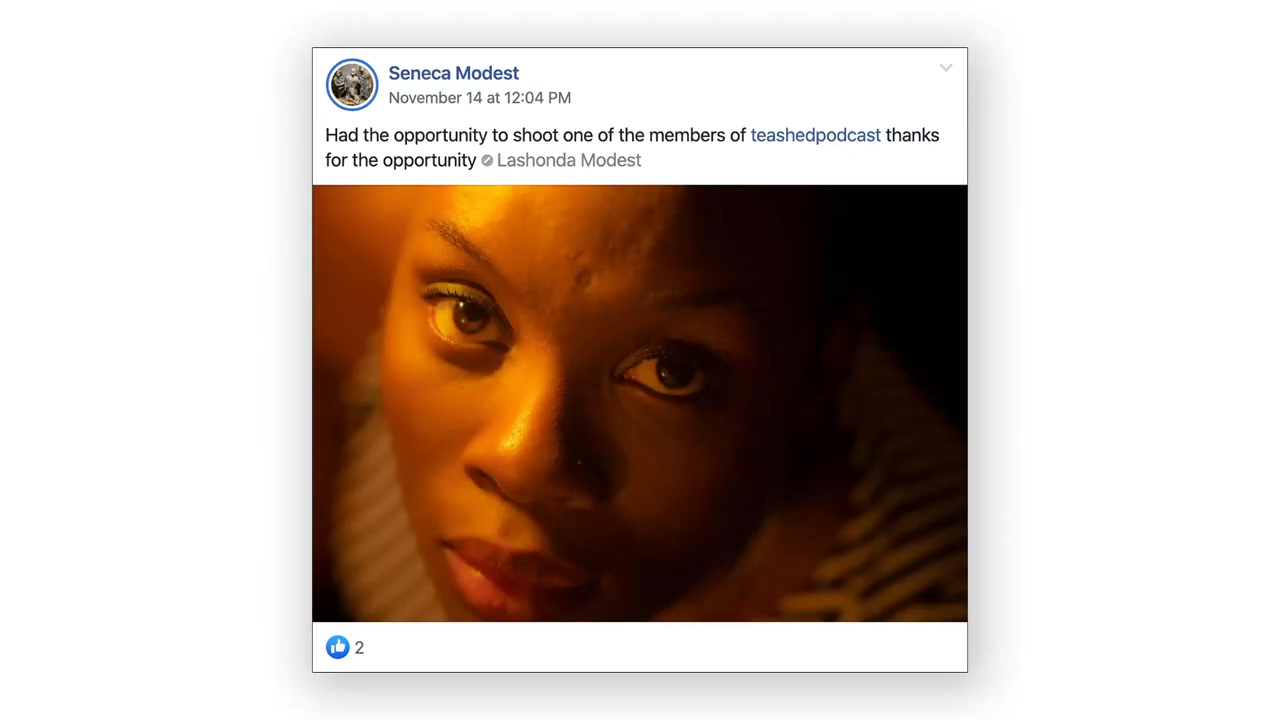 Seneca Modest
November 14 at 12:04 PM
Had the opportunity to shoot one of the members of teashedpodcast thanks
for the opportunity Lashonda Modest
2